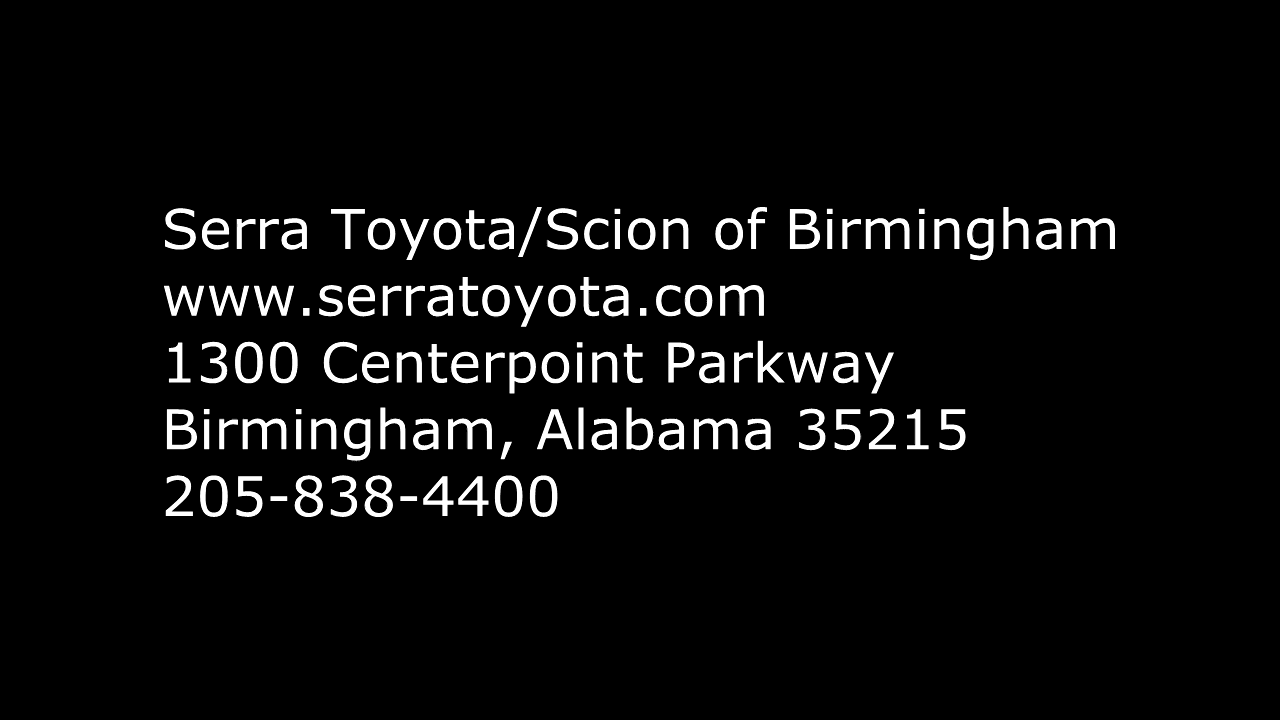 Serra Toyota/Scion of Birmingham
www.serratoyota.com
1300 Centerpoint Parkway
Birmingham, Alabama 35215
205-838-4400